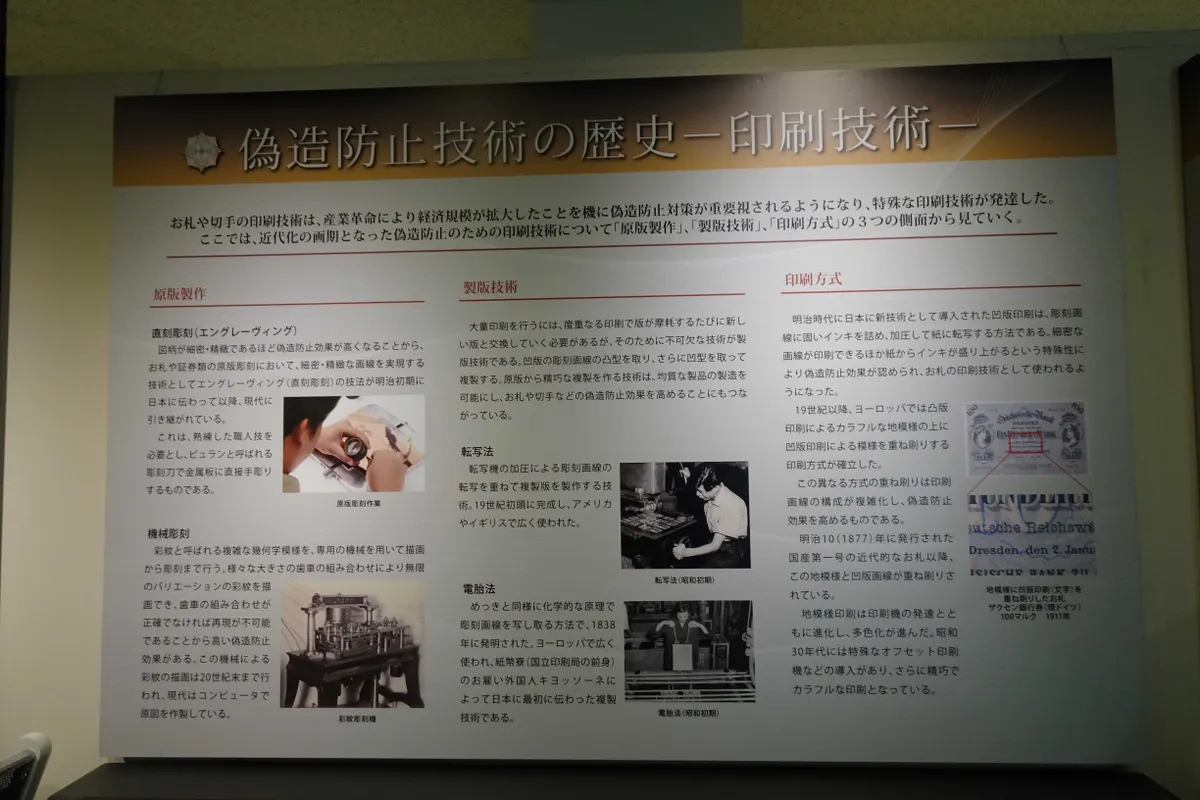 偽造防止技術の歴史－印刷技術－
お札や切手の印刷技術は、産業革命により経済規模が拡大したことを機に偽造防止対策が重要視されるようになり、特殊な印刷技術が発達した。
ここでは、近代化の画期となった偽造防止のための印刷技術について「原版製作」、「製版技術」、「印刷方式」の3つの側面から見ていく。
原版製作
直刻彫刻（エングレーヴィング）
図柄が細密・精緻であるほど偽造防止効果が高くなることから、
お札や証券類の原版彫刻において、細密・精緻な画線を実現する
技術としてエングレーヴィング（直刻彫刻）の技法が明治初期に
日本に伝わって以降、現代に
引き継がれている。
これは、熟練した職人技を
必要とし、ビュランと呼ばれる
彫刻刀で金属板に直接手彫り
するものである。
原版彫刻作業
機械彫刻
彩紋と呼ばれる複雑な幾何学模様を、専用の機械を用いて描画
から彫刻まで行う。様々な大きさの歯車の組み合わせにより無限
のバリエーションの彩紋を描
画でき、歯車の組み合わせが
正確でなければ再現が不可能
であることから高い偽造防止
効果がある。この機械による
彩紋の描画は20世紀末まで行
われ、現代はコンピュータで
原図を作製している。
彩紋彫刻機
製版技術
大量印刷を行うには、度重なる印刷で版が摩耗するたびに新し
い版と交換していく必要があるが、そのために不可欠な技術が製
版技術である。凹版の彫刻画線の凸型を取り、さらに凹型を取って
複製する。原版から精巧な複製を作る技術は、均質な製品の製造を
可能にし、お札や切手などの偽造防止効果を高めることにもつな
がっている。
転写法
転写機の加圧による彫刻画線の
転写を重ねて複製版を製作する技
術。19世紀初頭に完成し、アメリカ
やイギリスで広く使われた。
転写法（昭和初期）
電胎法
めっきと同様に化学的な原理で
彫刻画線を写し取る方法で、1838
年に発明された。ヨーロッパで広く
使われ、紙幣寮（国立印刷局の前身）
のお雇い外国人キヨッソーネに
よって日本に最初に伝わった複製
技術である。
電胎法（昭和初期）
印刷方式
明治時代に日本に新技術として導入された凹版印刷は、彫刻画
線に固いインキを詰め、加圧して紙に転写する方法である。細密な
画線が印刷できるほか紙からインキが盛り上がるという特殊性に
より偽造防止効果が認められ、お札の印刷技術として使われるよ
うになった。
19世紀以降、ヨーロッパでは凸版
印刷によるカラフルな地模様の上に
凹版印刷による模様を重ね刷りする
印刷方式が確立した。
この異なる方式の重ね刷りは印刷
画線の構成が複雑化し、偽造防止
効果を高めるものである。
明治10（1877）年に発行された
国産第一号の近代的なお札以降、
この地模様と凹版画線が重ね刷りさ
れている。
地模様印刷は印刷機の発達とと
もに進化し、多色化が進んだ。昭和
30年代には特殊なオフセット印刷
機などの導入があり、さらに精巧で
カラフルな印刷となっている。
100
100
Sächsische Bank
Dresden, den 2. Janu
地模様に凹版印刷（文字）を
重ね刷りしたお札
ザクセン銀行券（現ドイツ）
100マルク　1911年